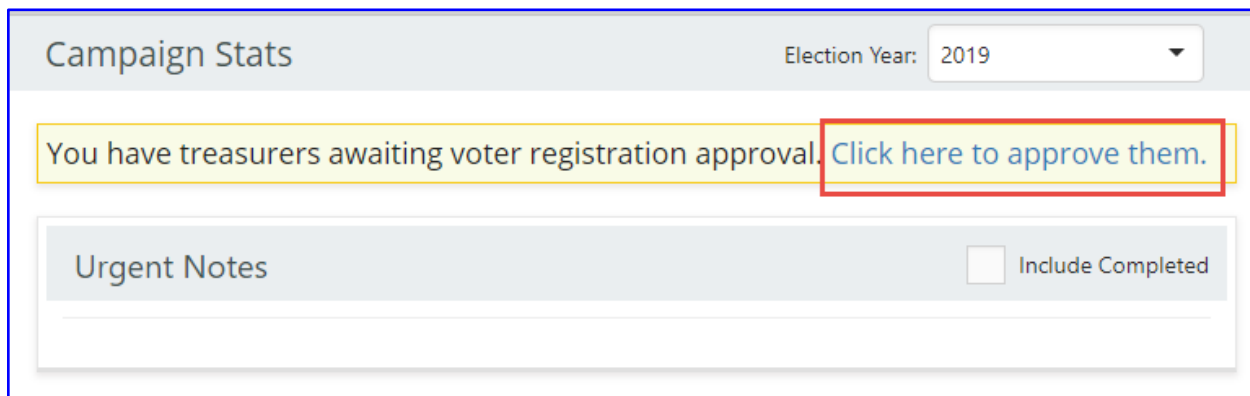 Campaign Stats
Election Year: 2019
You have treasurers awaiting voter registration approval. Click here to approve them.
Urgent Notes
Include Completed